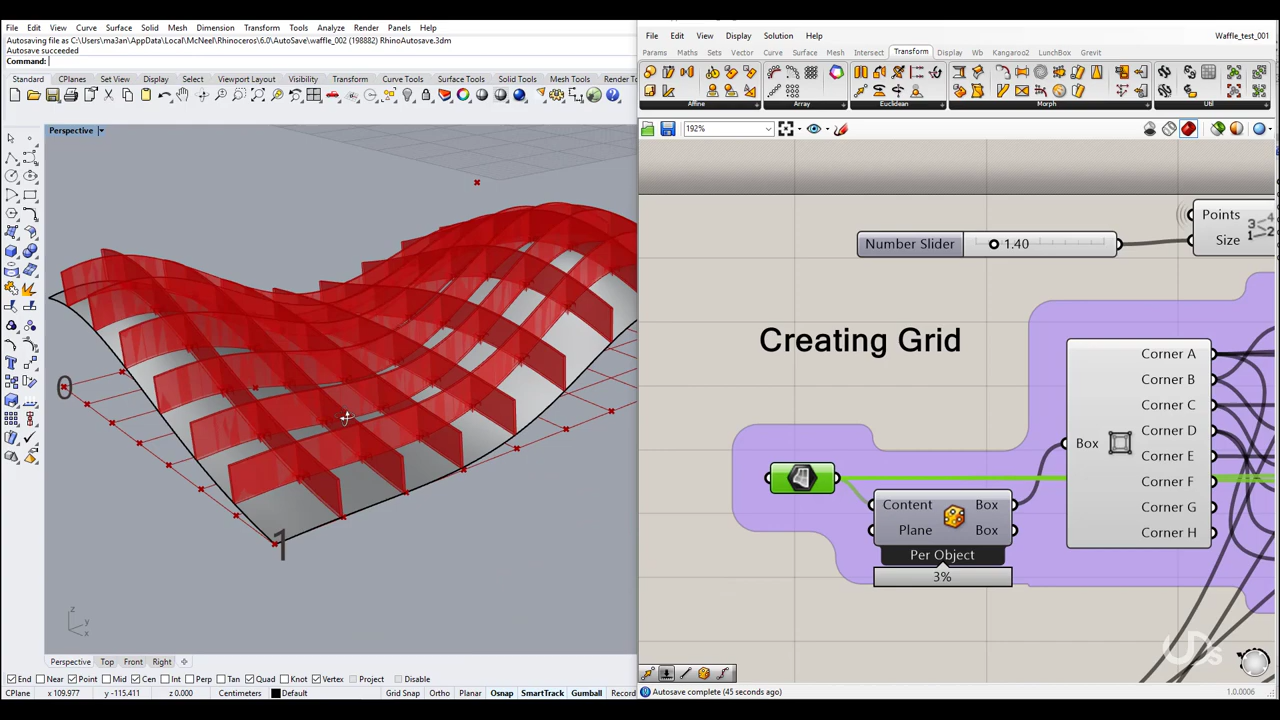 File Edit View Curve Surface Solid Mesh Dimension Transform Tools Analyze Render Panels Help
Autosaving file as C:\Users\ma3an\AppData\Local\McNeel\Rhinoceros\6.0\AutoSave\waffle_002 (198882) RhinoAutosave.3dm
Autosave succeeded
Command:
Standard CPlanes Set View Display Select Viewport Layout Visibility Transform Curve Tools Surface Tools Solid Tools Mesh Tools Render To
Perspective
0
1
z
y
x
Perspective Top Front Right
End Near Point Mid Cen Int Perp Tan Quad Knot Vertex Project Disable
CPlane x 109.977 y -115.411 z 0.000 Centimeters Default Grid Snap Ortho Planar Osnap SmartTrack Gumball Record
File Edit View Display Solution Help Waffle_test_001
Params Maths Sets Vector Curve Surface Mesh Intersect Transform Display Wb Kangaroo2 LunchBox Grevit
Affine Array Euclidean Morph Util
192%
Points
Size
Number Slider 1.40
Creating Grid
Corner A
Corner B
Corner C
Corner D
Corner E
Corner F
Corner G
Corner H
Box
Content Box
Plane Box
Per Object
3%
UDs
Autosave complete (45 seconds ago) 1.0.0006